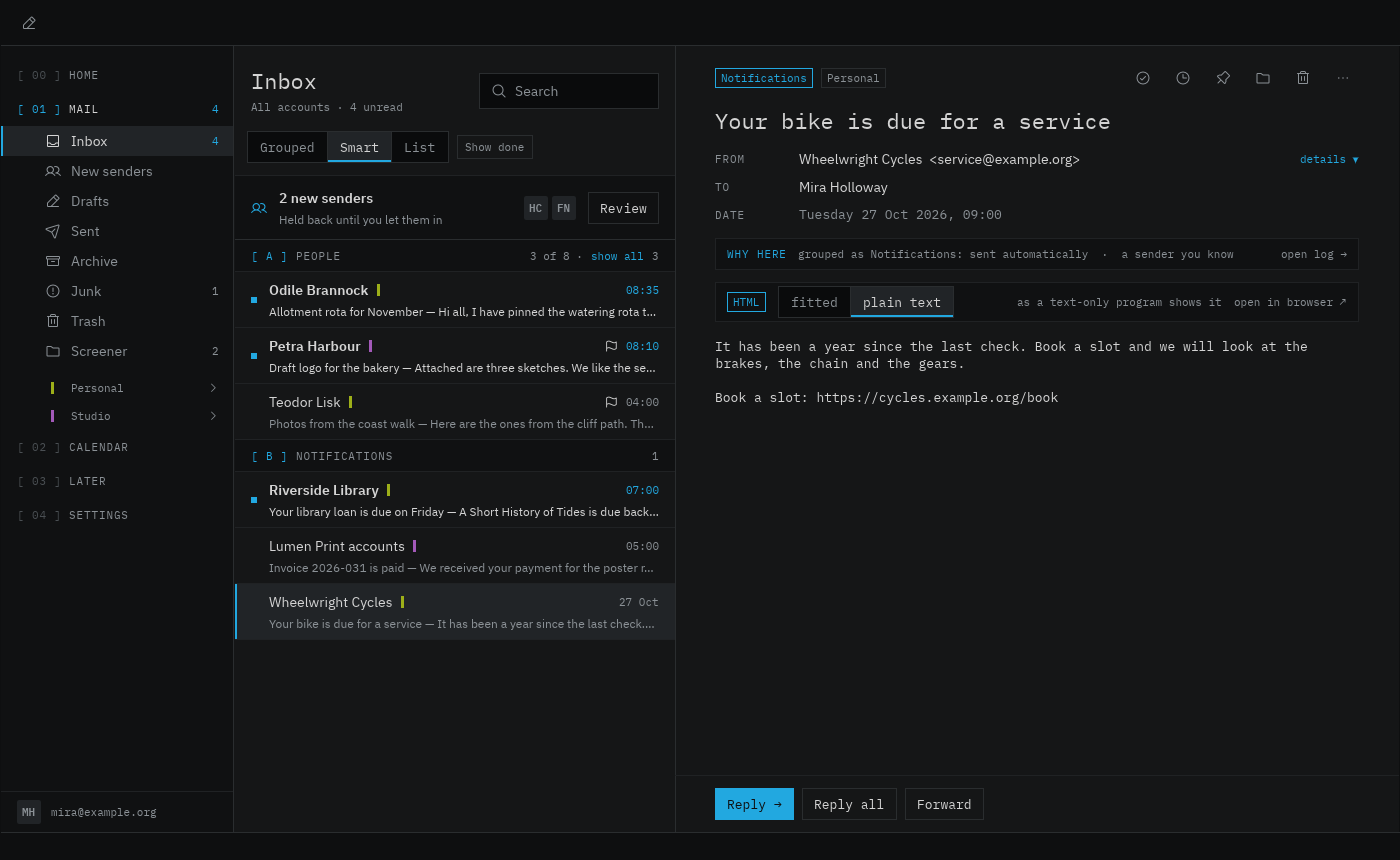 [ 00 ] HOME
[ 01 ] MAIL 4
Inbox 4
New senders
Drafts
Sent
Archive
Junk 1
Trash
Screener 2
Personal
Studio
[ 02 ] CALENDAR
[ 03 ] LATER
[ 04 ] SETTINGS
MH mira@example.org
Inbox
All accounts · 4 unread
Search
Grouped Smart List Show done
2 new senders
Held back until you let them in
HC FN Review
[ A ] PEOPLE 3 of 8 · show all 3
Odile Brannock 08:35
Allotment rota for November — Hi all, I have pinned the watering rota t…
Petra Harbour 08:10
Draft logo for the bakery — Attached are three sketches. We like the se…
Teodor Lisk 04:00
Photos from the coast walk — Here are the ones from the cliff path. Th…
[ B ] NOTIFICATIONS 1
Riverside Library 07:00
Your library loan is due on Friday — A Short History of Tides is due back…
Lumen Print accounts 05:00
Invoice 2026-031 is paid — We received your payment for the poster r…
Wheelwright Cycles 27 Oct
Your bike is due for a service — It has been a year since the last check.…
Notifications Personal
Your bike is due for a service
FROM Wheelwright Cycles <service@example.org> details ▾
TO Mira Holloway
DATE Tuesday 27 Oct 2026, 09:00
WHY HERE grouped as Notifications: sent automatically · a sender you know open log →
HTML fitted plain text as a text-only program shows it open in browser ↗
It has been a year since the last check. Book a slot and we will look at the
brakes, the chain and the gears.
Book a slot: https://cycles.example.org/book
Reply → Reply all Forward